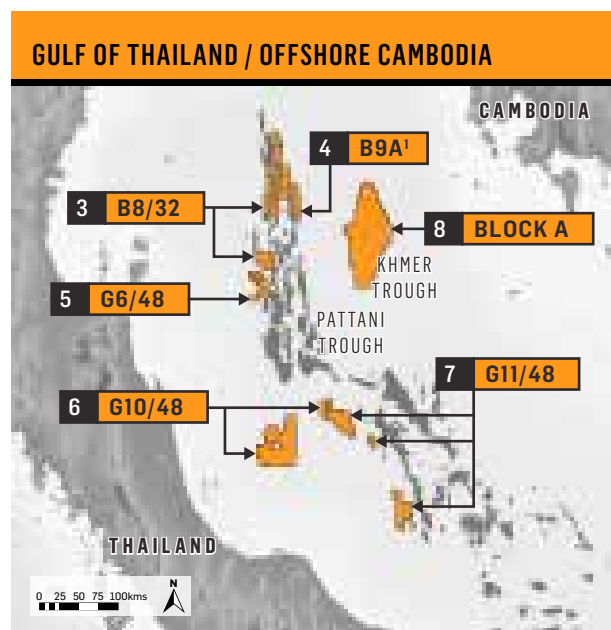 GULF OF THAILAND / OFFSHORE CAMBODIA
CAMBODIA
4 B9A¹
3 B8/32
8 BLOCK A
KHMER
TROUGH
5 G6/48
PATTANI
TROUGH
7 G11/48
6 G10/48
THAILAND
N
0 25 50 75 100kms